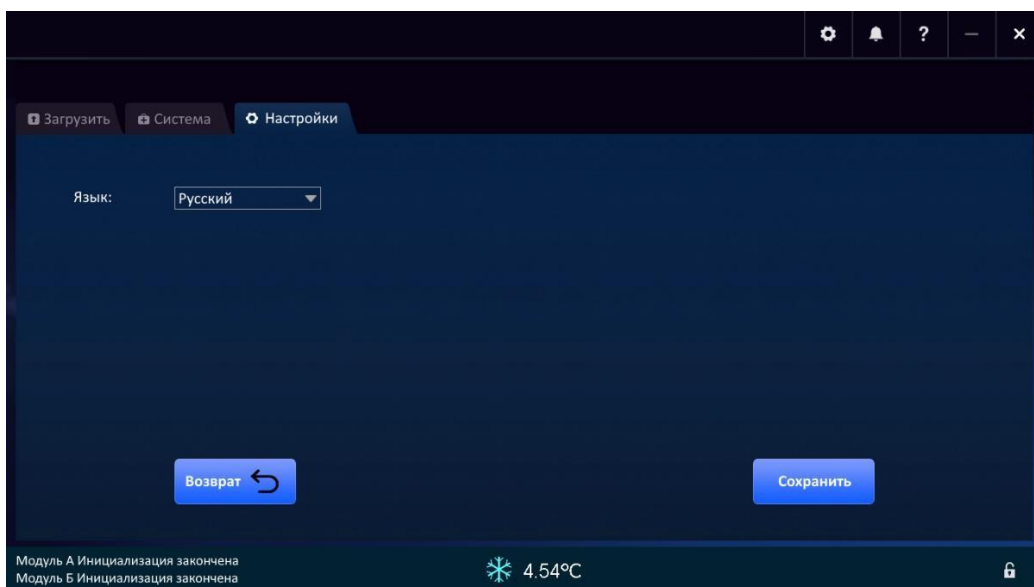 ?
Загрузить Система Настройки
Язык: Русский
Возврат Сохранить
Модуль А Инициализация закончена
Модуль Б Инициализация закончена
4.54°C